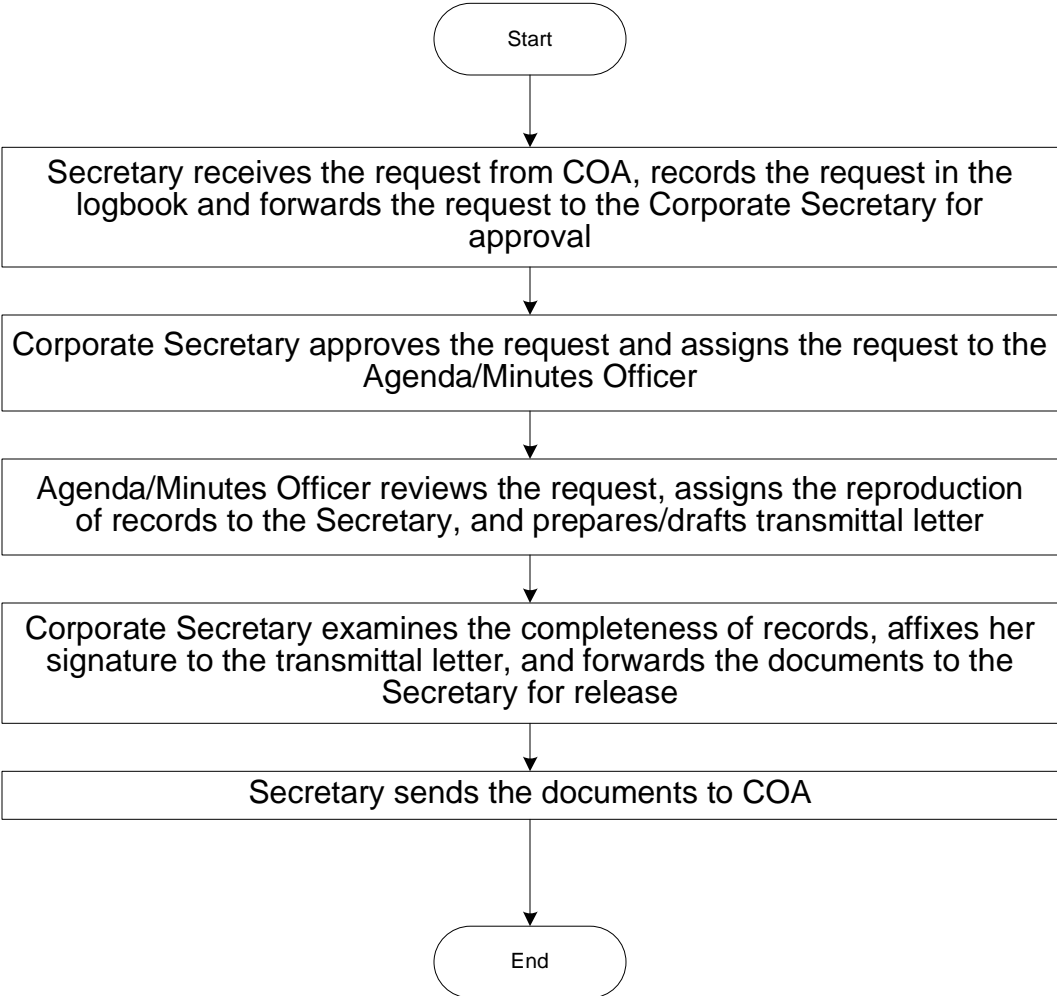 Start
Secretary receives the request from COA, records the request in the
logbook and forwards the request to the Corporate Secretary for
approval
Corporate Secretary approves the request and assigns the request to the
Agenda/Minutes Officer
Agenda/Minutes Officer reviews the request, assigns the reproduction
of records to the Secretary, and prepares/drafts transmittal letter
Corporate Secretary examines the completeness of records, affixes her
signature to the transmittal letter, and forwards the documents to the
Secretary for release
Secretary sends the documents to COA
End